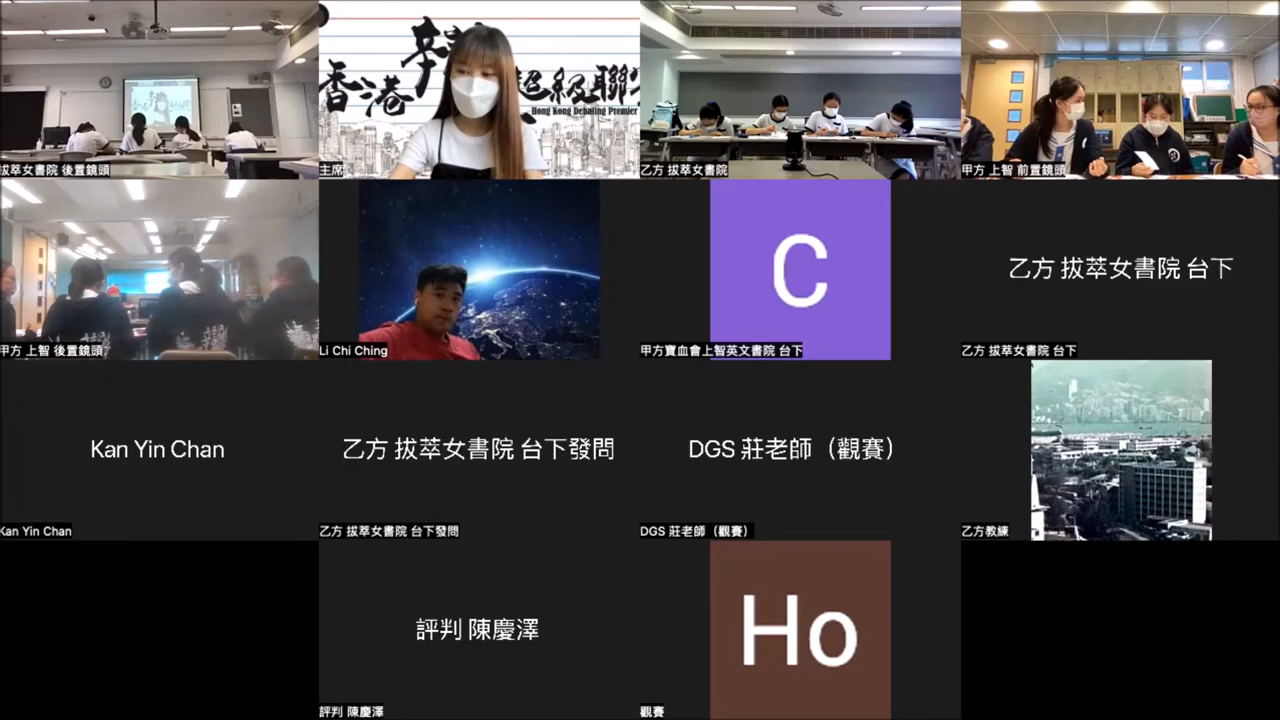 拔萃女書院 後置鏡頭
香港
超級聯
Hong Kong Debating Premier
主席
乙方 拔萃女書院
甲方 上智 前置鏡頭
甲方 上智 後置鏡頭
Li Chi Ching
C
甲方寶血會上智英文書院 台下
乙方 拔萃女書院 台下
乙方 拔萃女書院 台下
Kan Yin Chan
Kan Yin Chan
乙方 拔萃女書院 台下發問
乙方 拔萃女書院 台下發問
DGS 莊老師（觀賽）
DGS 莊老師（觀賽）
乙方教練
評判 陳慶澤
評判 陳慶澤
Ho
觀賽